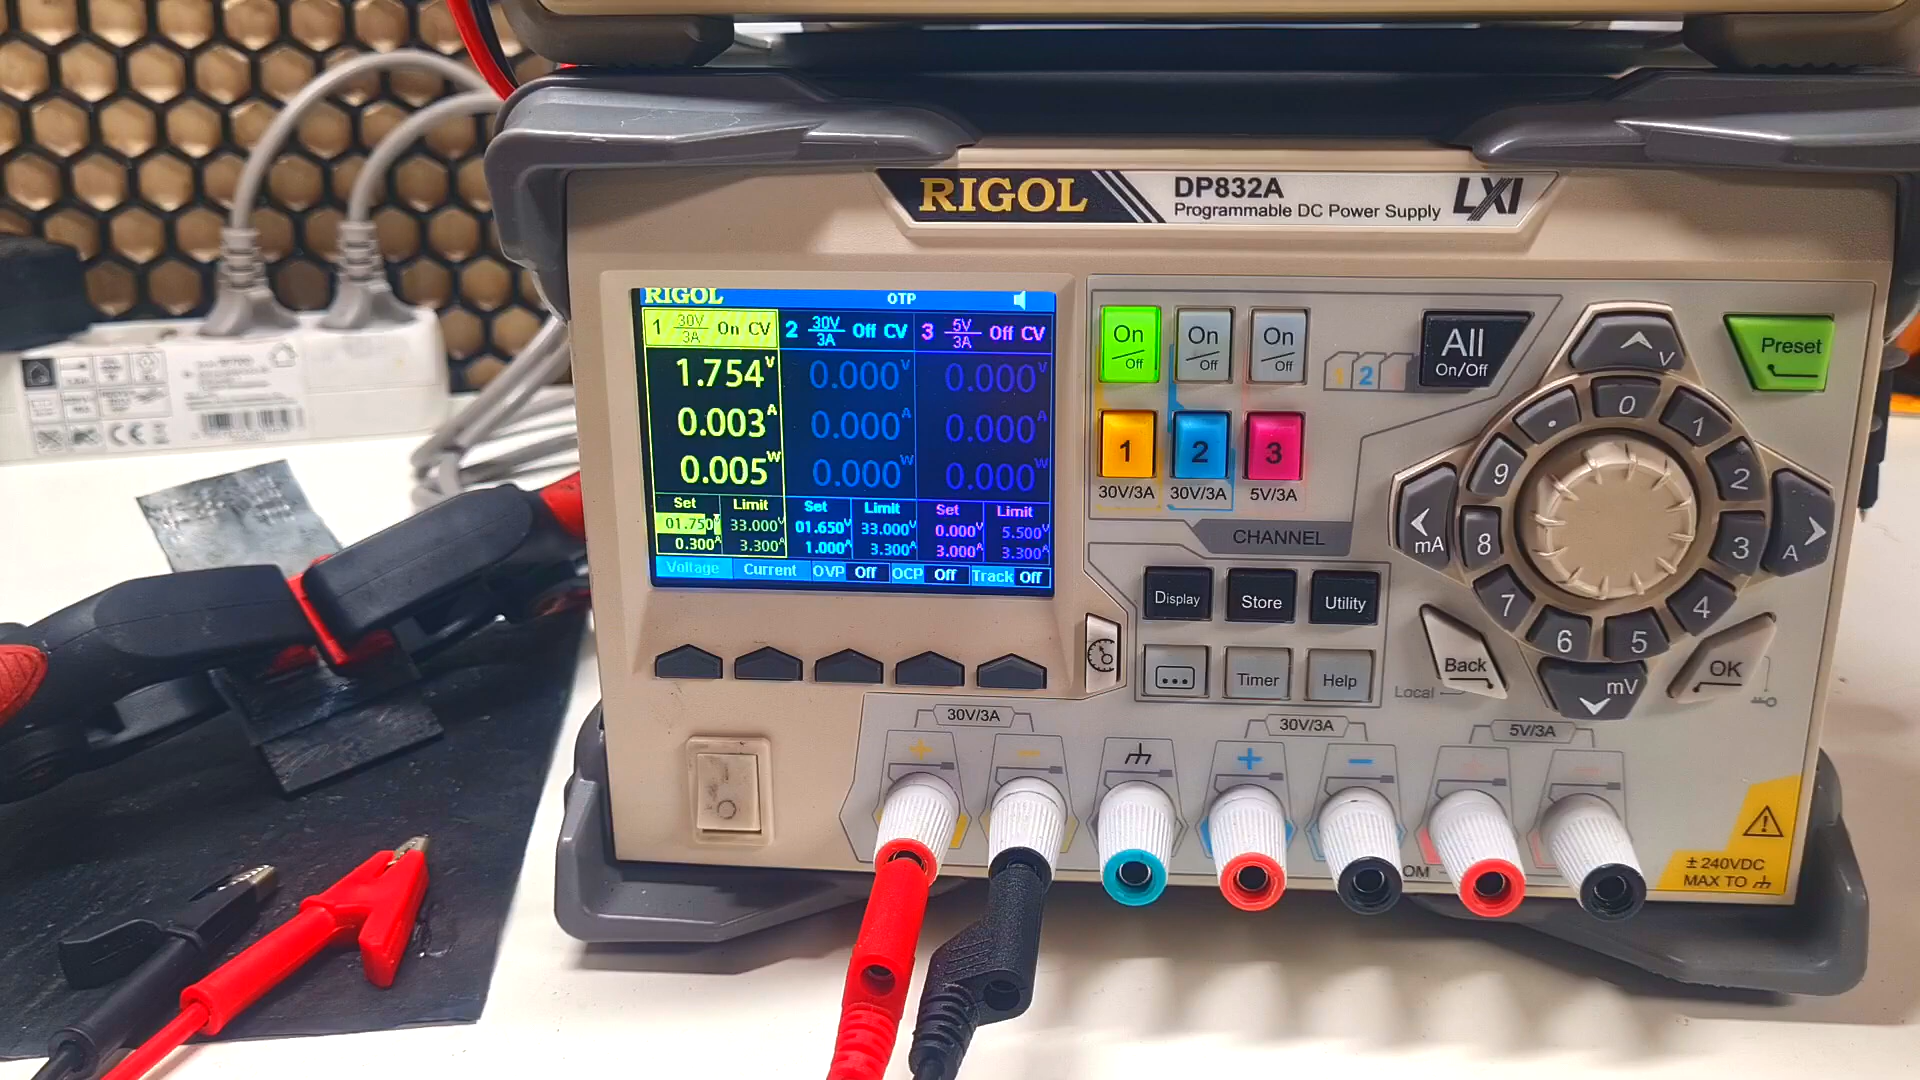 RIGOL
DP832A
Programmable DC Power Supply
LXI
RIGOL OTP
1 30V/3A On CV 2 30V/3A Off CV 3 5V/3A Off CV
1.754V 0.000V 0.000V
0.003A 0.000A 0.000A
0.005W 0.000W 0.000W
Set Limit Set Limit Set Limit
01.750V 33.000V 01.650V 33.000V 0.000V 5.500V
0.300A 3.300A 1.000A 3.300A 3.000A 3.300A
Voltage Current OVP Off OCP Off Track Off
On/Off On/Off On/Off
1 2
All
On/Off
V
Preset
1 2 3
30V/3A 30V/3A 5V/3A
CHANNEL
0
1
2
3
4
5
6
7
8
9
.
mA
A
mV
Display Store Utility
... Timer Help
Back
Local
OK
30V/3A 30V/3A 5V/3A
+ − + −
OM
± 240VDC
MAX TO
CE